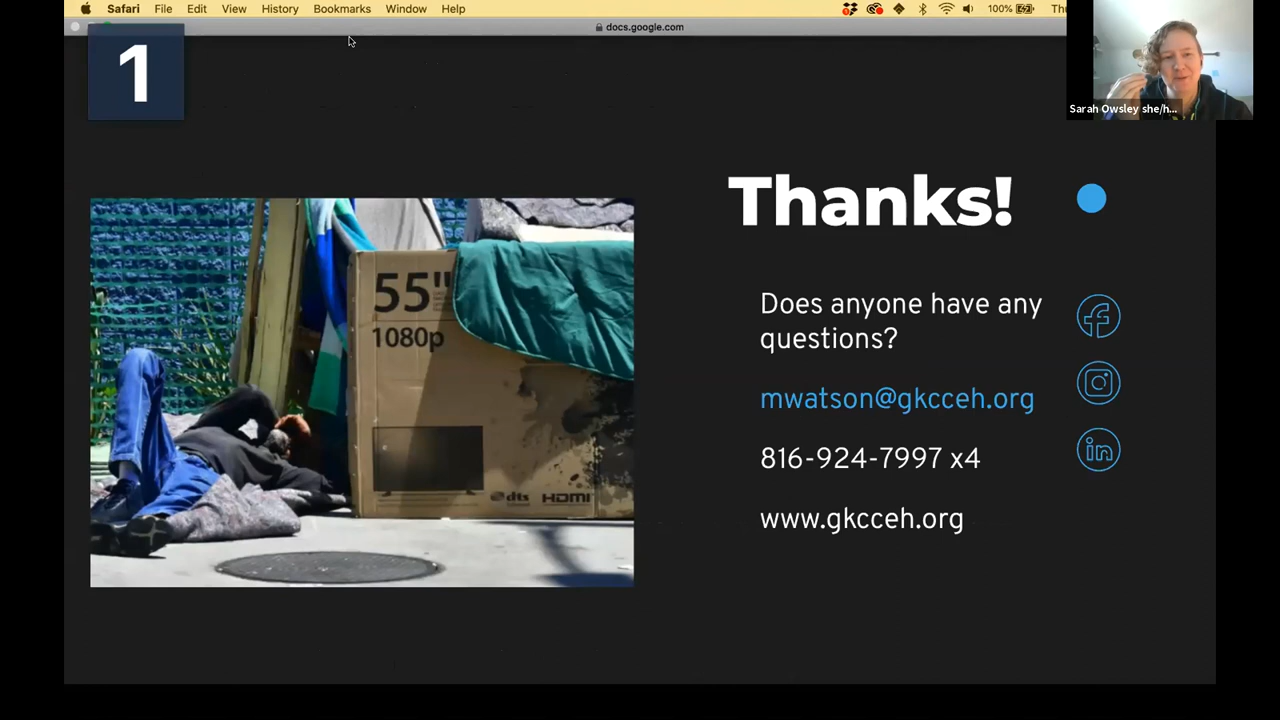 Safari File Edit View History Bookmarks Window Help 100% Thu
docs.google.com
1
Sarah Owsley she/h...
Thanks!
Does anyone have any
questions?
mwatson@gkcceh.org
816-924-7997 x4
www.gkcceh.org
55"
1080p
dts HDMI